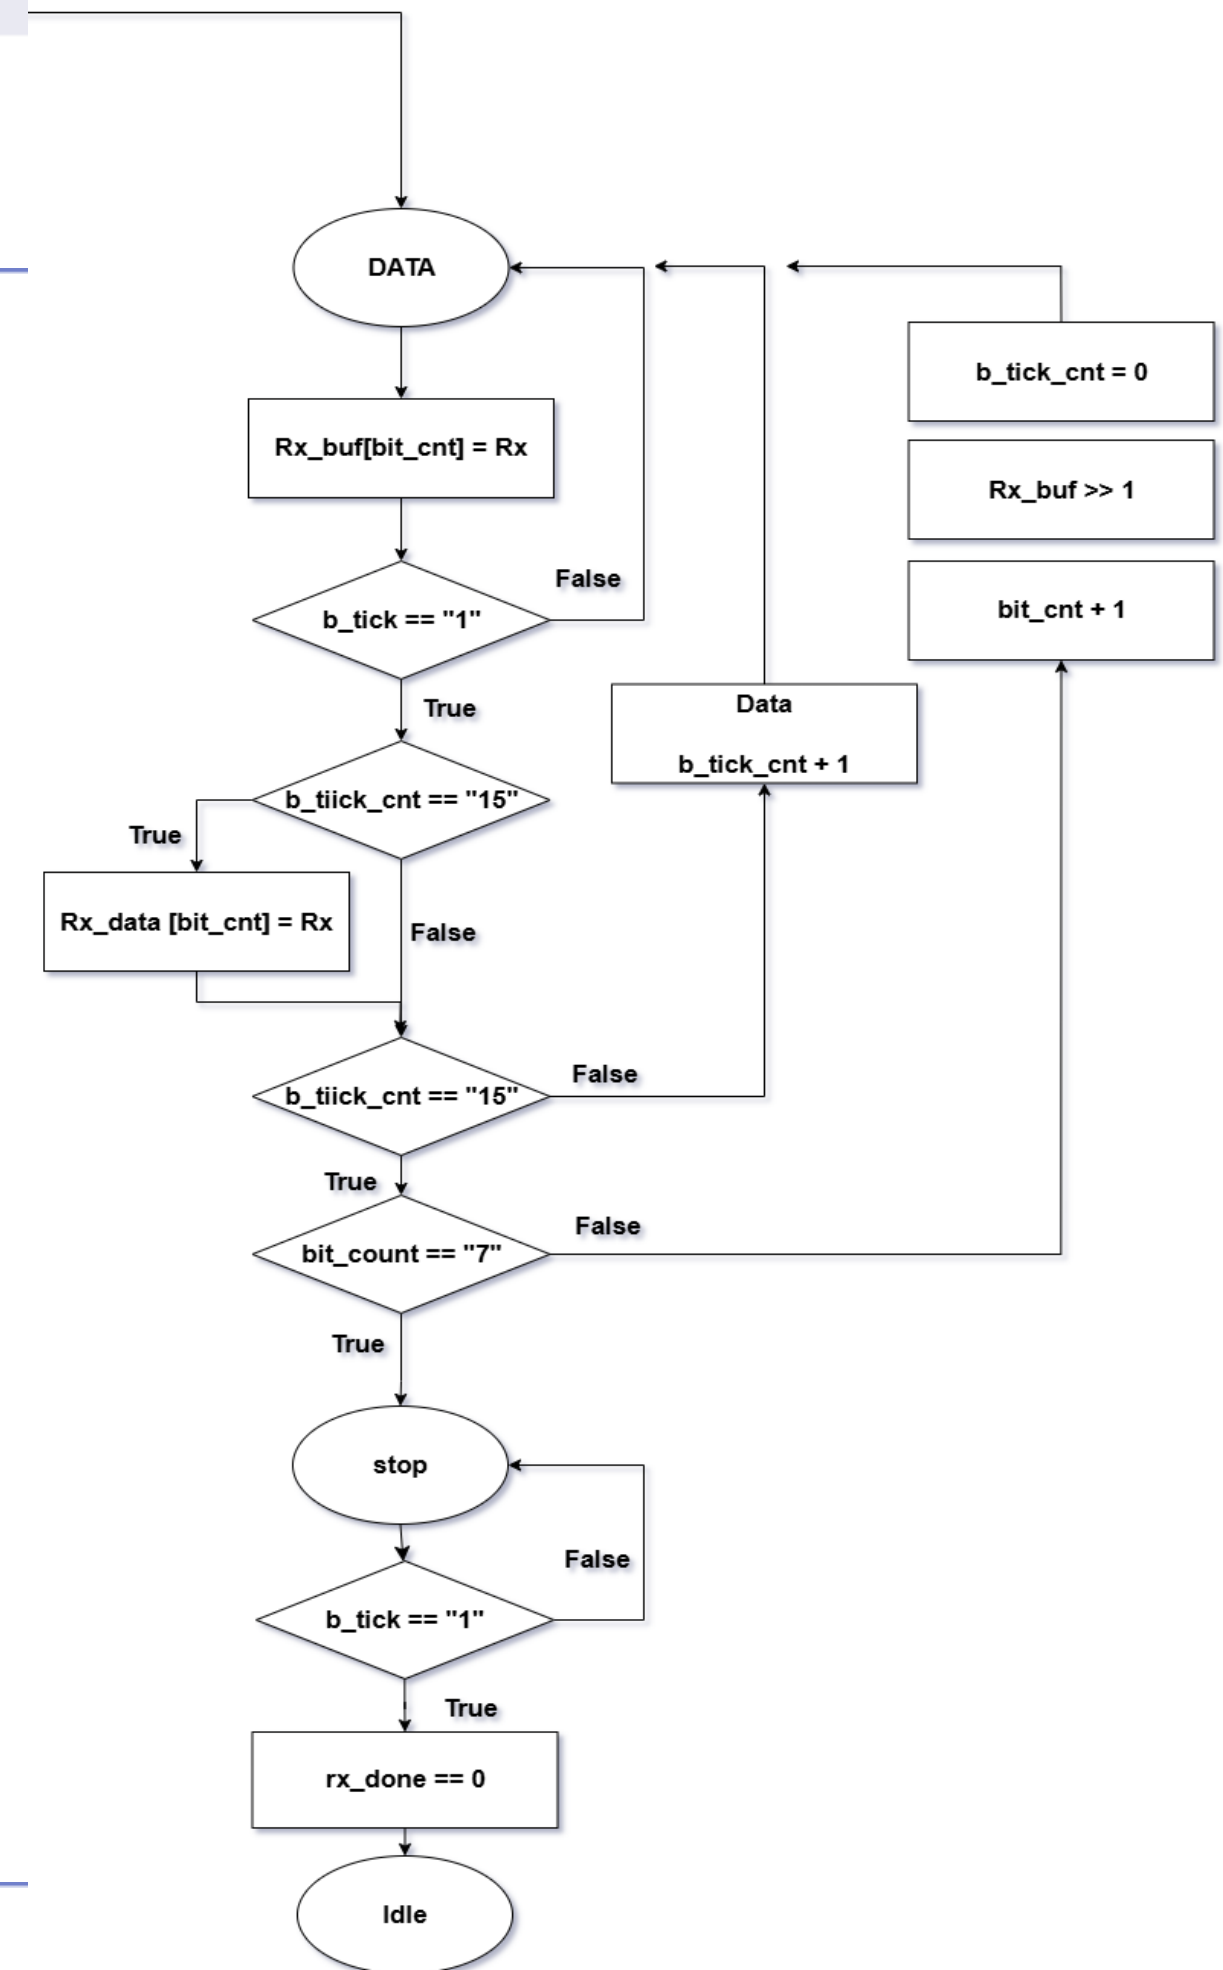 DATA
b_tick_cnt = 0
Rx_buf[bit_cnt] = Rx
Rx_buf >> 1
False
bit_cnt + 1
b_tick == "1"
True
Data
b_tick_cnt + 1
b_tiick_cnt == "15"
True
Rx_data [bit_cnt] = Rx
False
False
b_tiick_cnt == "15"
True
False
bit_count == "7"
True
stop
False
b_tick == "1"
True
rx_done == 0
Idle